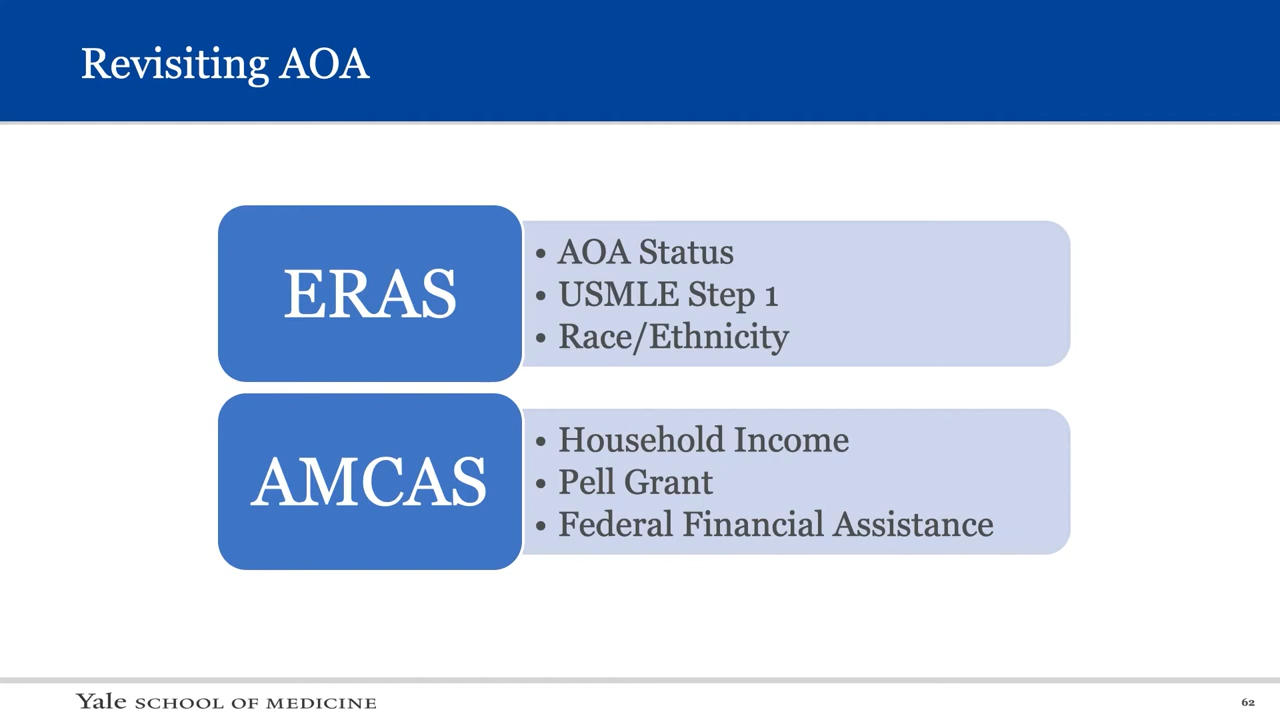 Revisiting AOA
ERAS
• AOA Status
• USMLE Step 1
• Race/Ethnicity
AMCAS
• Household Income
• Pell Grant
• Federal Financial Assistance
Yale SCHOOL OF MEDICINE
62